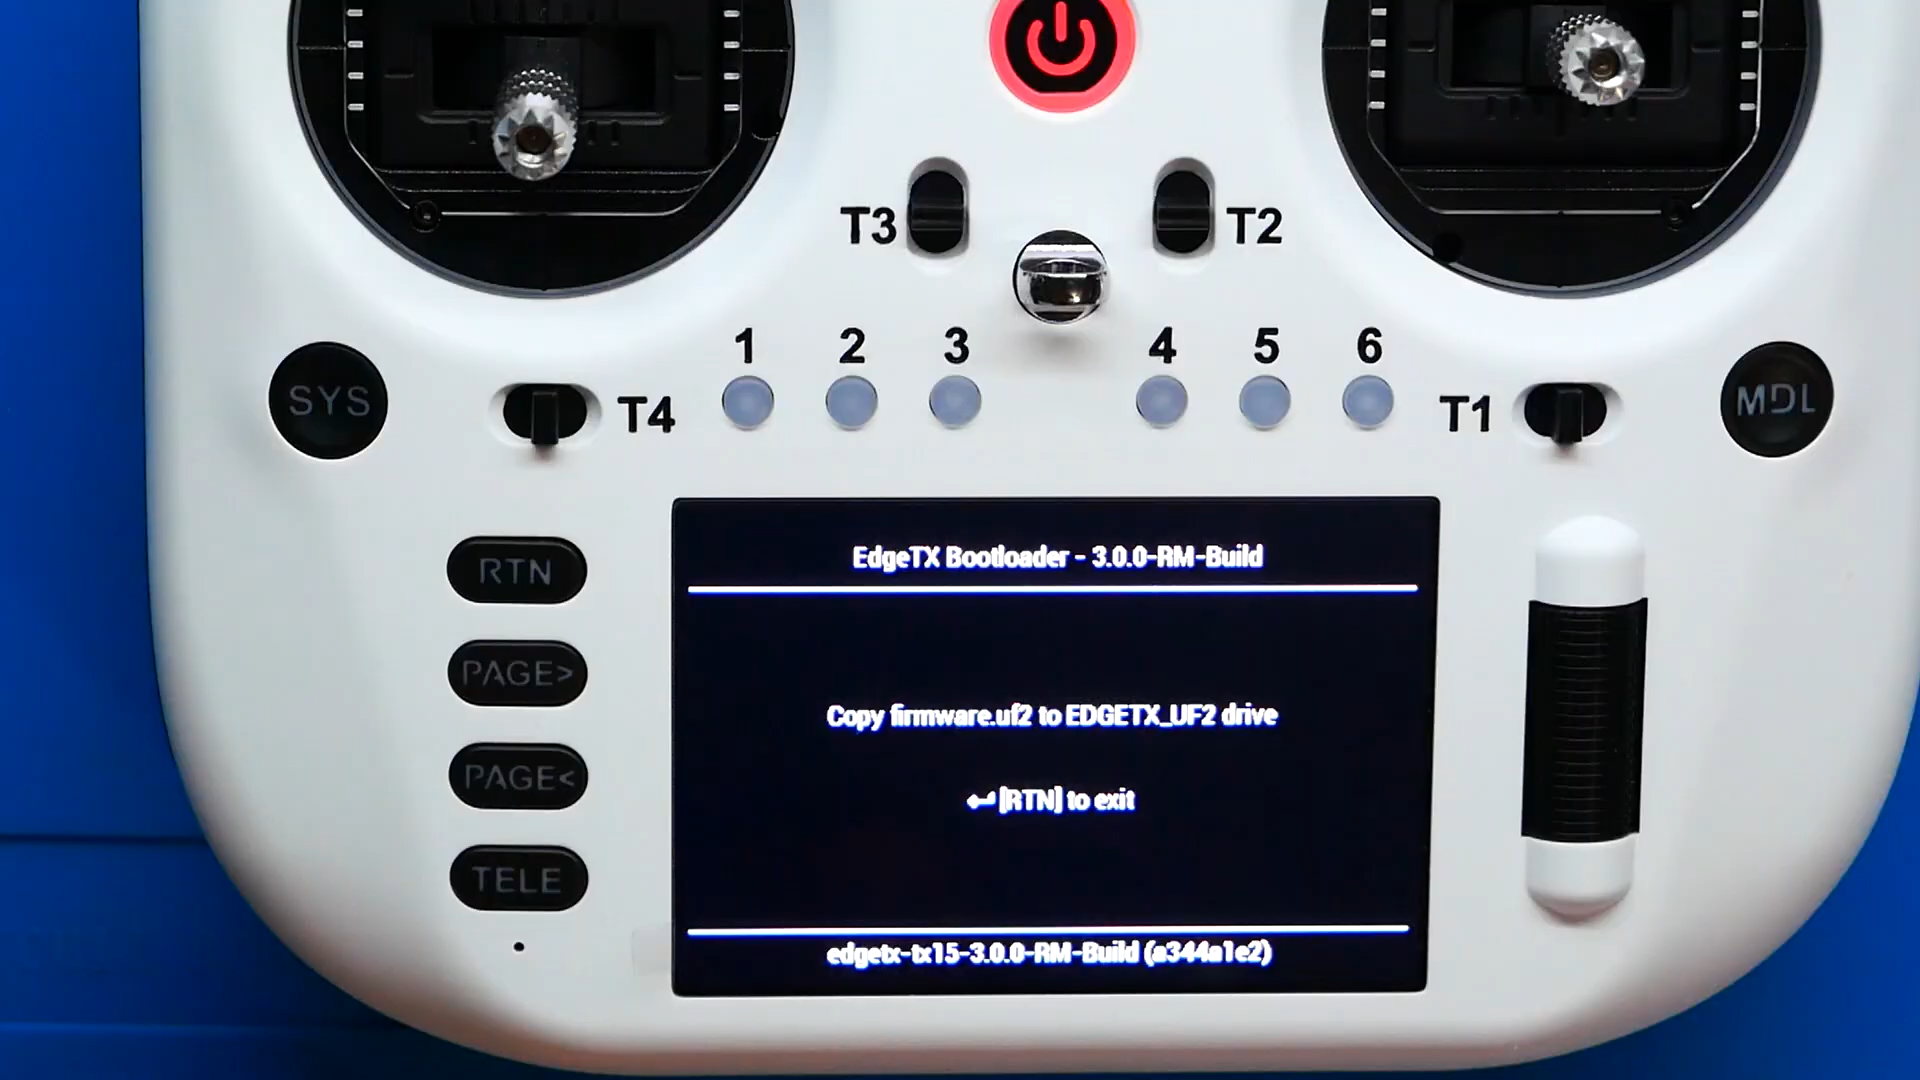 T3
T2
1 2 3 4 5 6
SYS
T4
T1
MDL
RTN
PAGE>
PAGE<
TELE
EdgeTX Bootloader - 3.0.0-RM-Build
Copy firmware.uf2 to EDGETX_UF2 drive
[RTN] to exit
edgetx-tx15-3.0.0-RM-Build (a344a1e2)